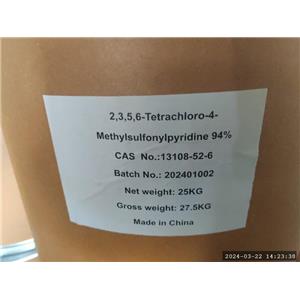 2,3,5,6-Tetrachloro-4-
Methylsulfonylpyridine 94%
CAS No.:13108-52-6
Batch No.: 202401002
Net weight: 25KG
Gross weight: 27.5KG
Made in China
2024-03-22 14:23:38